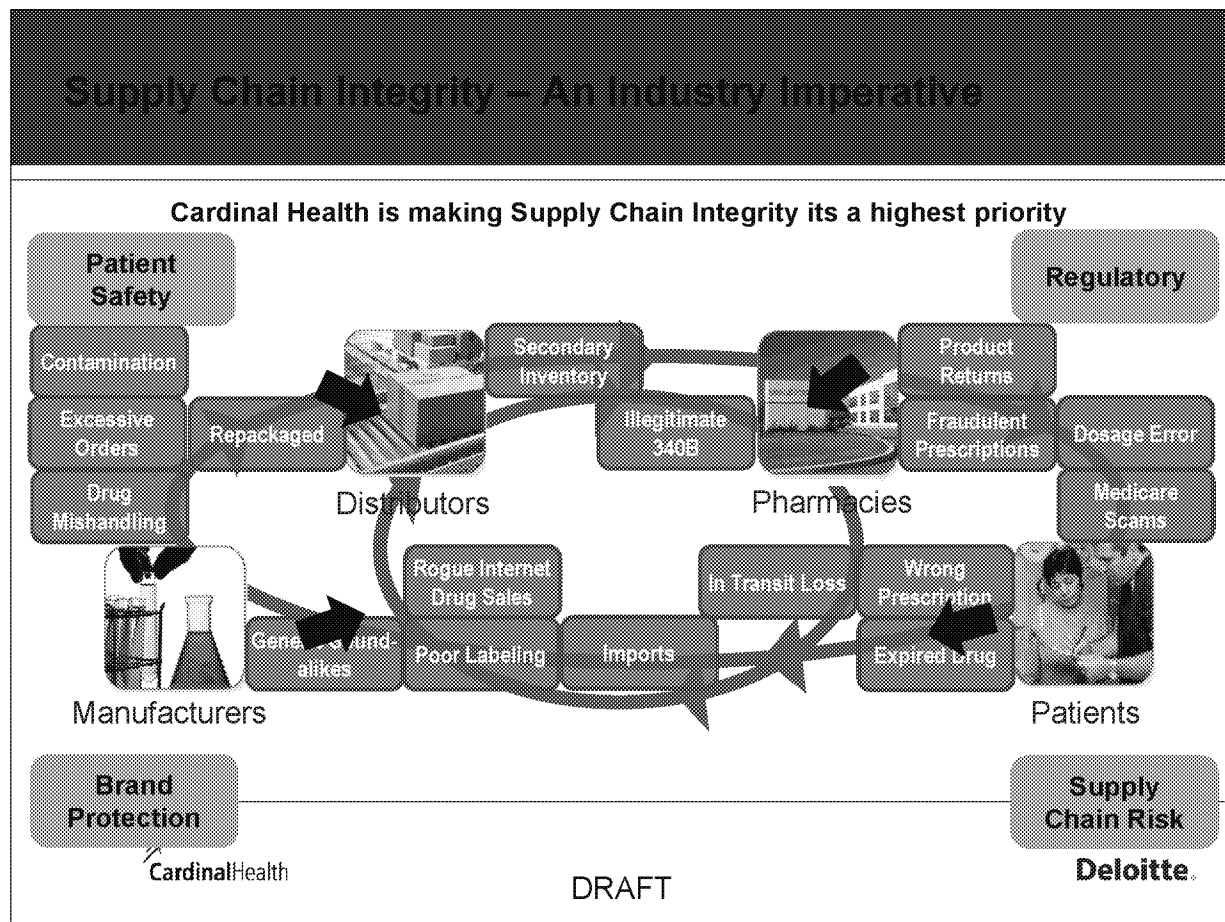 Supply Chain Integrity – An Industry Imperative
Cardinal Health is making Supply Chain Integrity its a highest priority
Patient
Safety
Regulatory
Contamination
Excessive
Orders
Drug
Mishandling
Repackaged
Distributors
Secondary
Inventory
Illegitimate
340B
Pharmacies
Product
Returns
Fraudulent
Prescriptions
Dosage Error
Medicare
Scams
Manufacturers
alikes
Rogue Internet
Drug Sales
Poor Labeling
Imports
In Transit Loss
Wrong
Prescription
Expired Drug
Patients
Brand
Protection
Supply
Chain Risk
CardinalHealth
DRAFT
Deloitte.